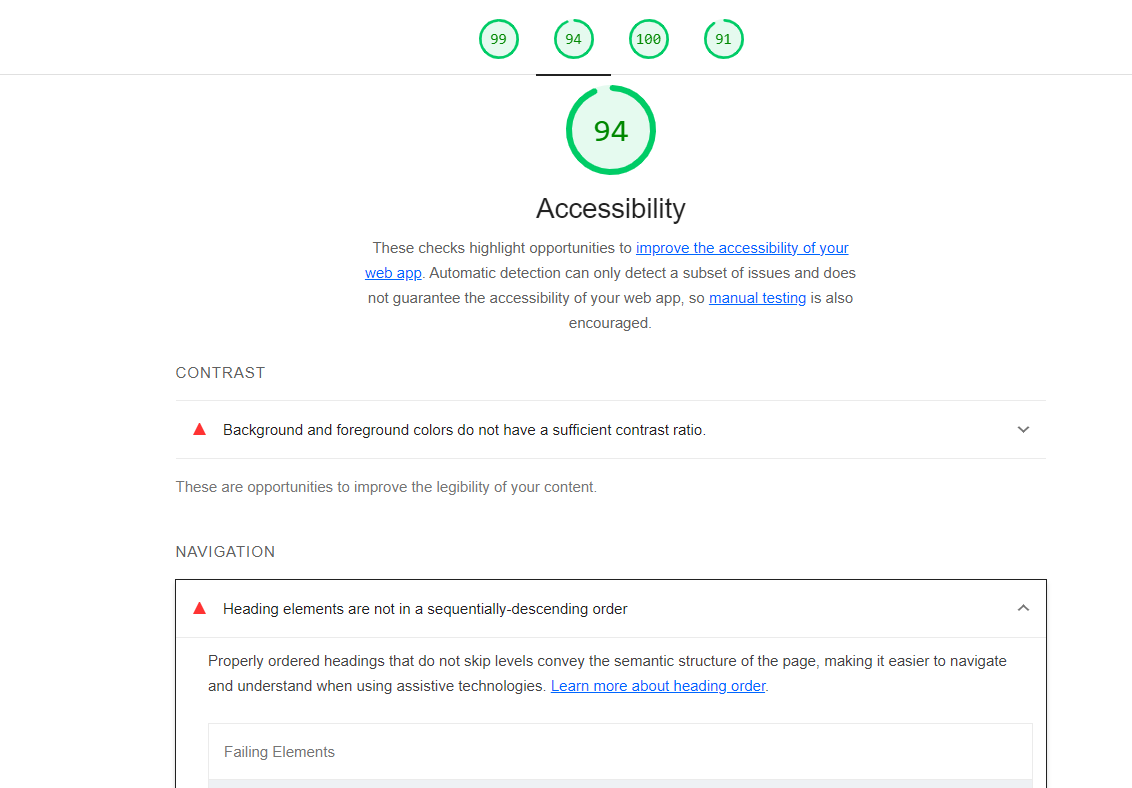 99 94 100 91
94
Accessibility
These checks highlight opportunities to improve the accessibility of your
web app. Automatic detection can only detect a subset of issues and does
not guarantee the accessibility of your web app, so manual testing is also
encouraged.
CONTRAST
Background and foreground colors do not have a sufficient contrast ratio.
These are opportunities to improve the legibility of your content.
NAVIGATION
Heading elements are not in a sequentially-descending order
Properly ordered headings that do not skip levels convey the semantic structure of the page, making it easier to navigate
and understand when using assistive technologies. Learn more about heading order.
Failing Elements